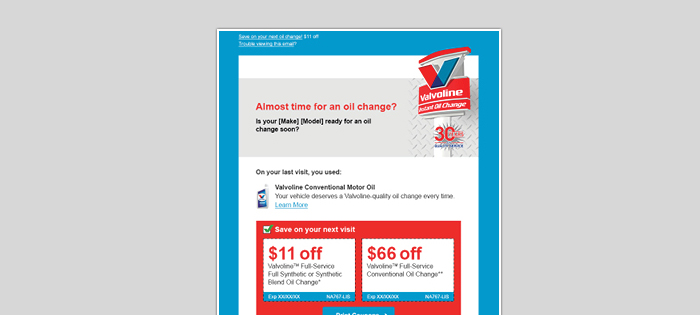 Save on your next oil change! $11 off
Trouble viewing this email?
Valvoline
Instant Oil Change
Almost time for an oil change?
Is your [Make] [Model] ready for an oil
change soon?
30 YEARS
On your last visit, you used:
Valvoline Conventional Motor Oil
Your vehicle deserves a Valvoline-quality oil change every time.
Learn More
Save on your next visit
$11 off
Valvoline™ Full-Service
Full Synthetic or Synthetic
Blend Oil Change*
Exp XX/XX/XX NA767-LIS
$66 off
Valvoline™ Full-Service
Conventional Oil Change**
Exp XX/XX/XX NA767-LIS